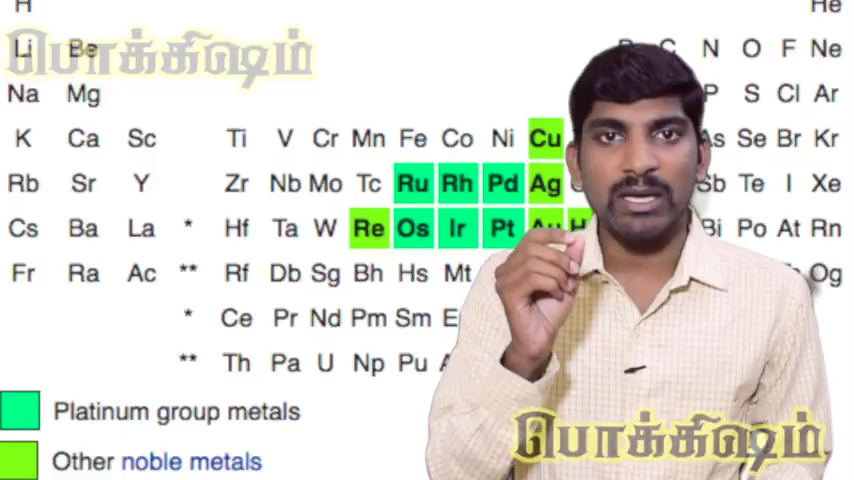 H He
Li Be C N O F Ne
பொக்கிஷம்
Na Mg P S Cl Ar
K Ca Sc Ti V Cr Mn Fe Co Ni Cu As Se Br Kr
Rb Sr Y Zr Nb Mo Tc Ru Rh Pd Ag Sb Te I Xe
Cs Ba La * Hf Ta W Re Os Ir Pt Au Bi Po At Rn
Fr Ra Ac ** Rf Db Sg Bh Hs Mt Og
* Ce Pr Nd Pm Sm
** Th Pa U Np Pu
Platinum group metals
பொக்கிஷம்
Other noble metals